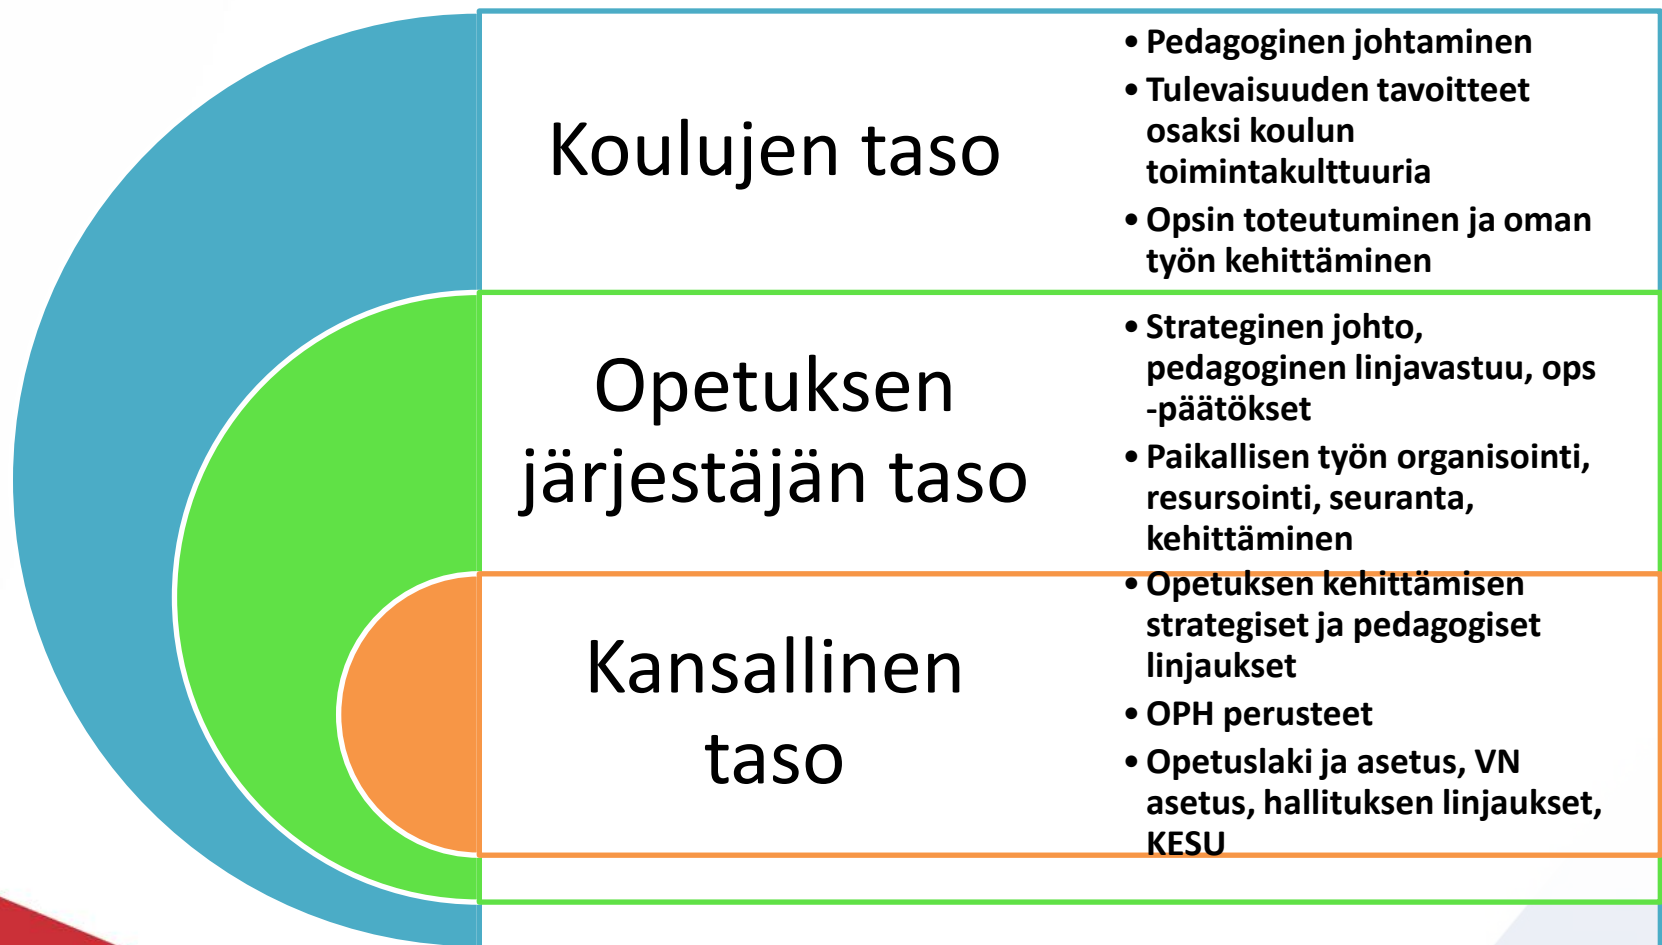 Koulujen taso
• Pedagoginen johtaminen
• Tulevaisuuden tavoitteet
osaksi koulun
toimintakulttuuria
• Opsin toteutuminen ja oman
työn kehittäminen
Opetuksen
järjestäjän taso
• Strateginen johto,
pedagoginen linjavastuu, ops
-päätökset
• Paikallisen työn organisointi,
resursointi, seuranta,
kehittäminen
Kansallinen
taso
• Opetuksen kehittämisen
strategiset ja pedagogiset
linjaukset
• OPH perusteet
• Opetuslaki ja asetus, VN
asetus, hallituksen linjaukset,
KESU